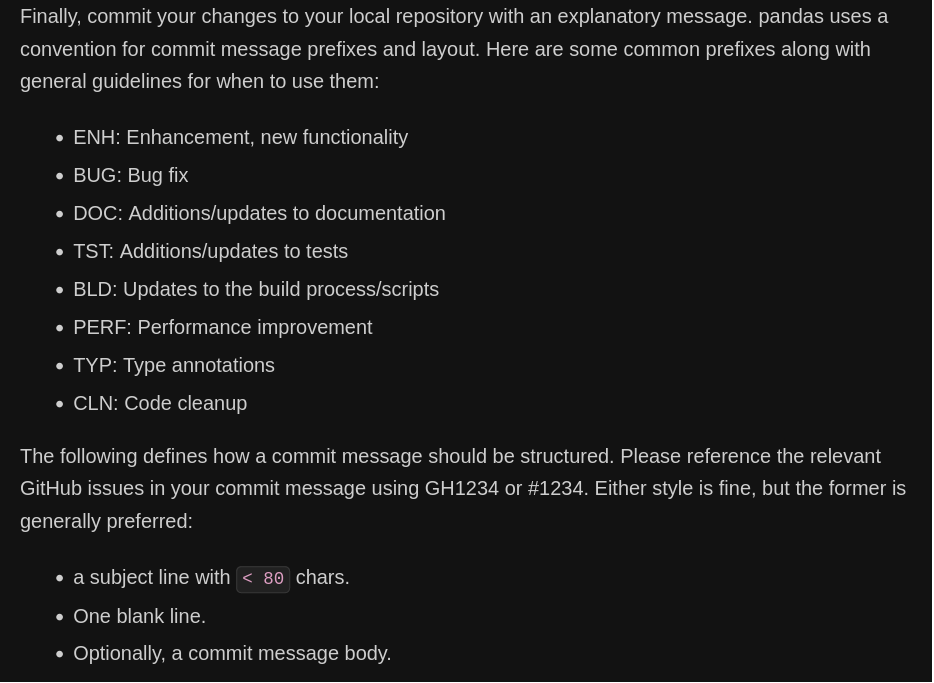 Finally, commit your changes to your local repository with an explanatory message. pandas uses a
convention for commit message prefixes and layout. Here are some common prefixes along with
general guidelines for when to use them:
• ENH: Enhancement, new functionality
• BUG: Bug fix
• DOC: Additions/updates to documentation
• TST: Additions/updates to tests
• BLD: Updates to the build process/scripts
• PERF: Performance improvement
• TYP: Type annotations
• CLN: Code cleanup
The following defines how a commit message should be structured. Please reference the relevant
GitHub issues in your commit message using GH1234 or #1234. Either style is fine, but the former is
generally preferred:
• a subject line with < 80 chars.
• One blank line.
• Optionally, a commit message body.